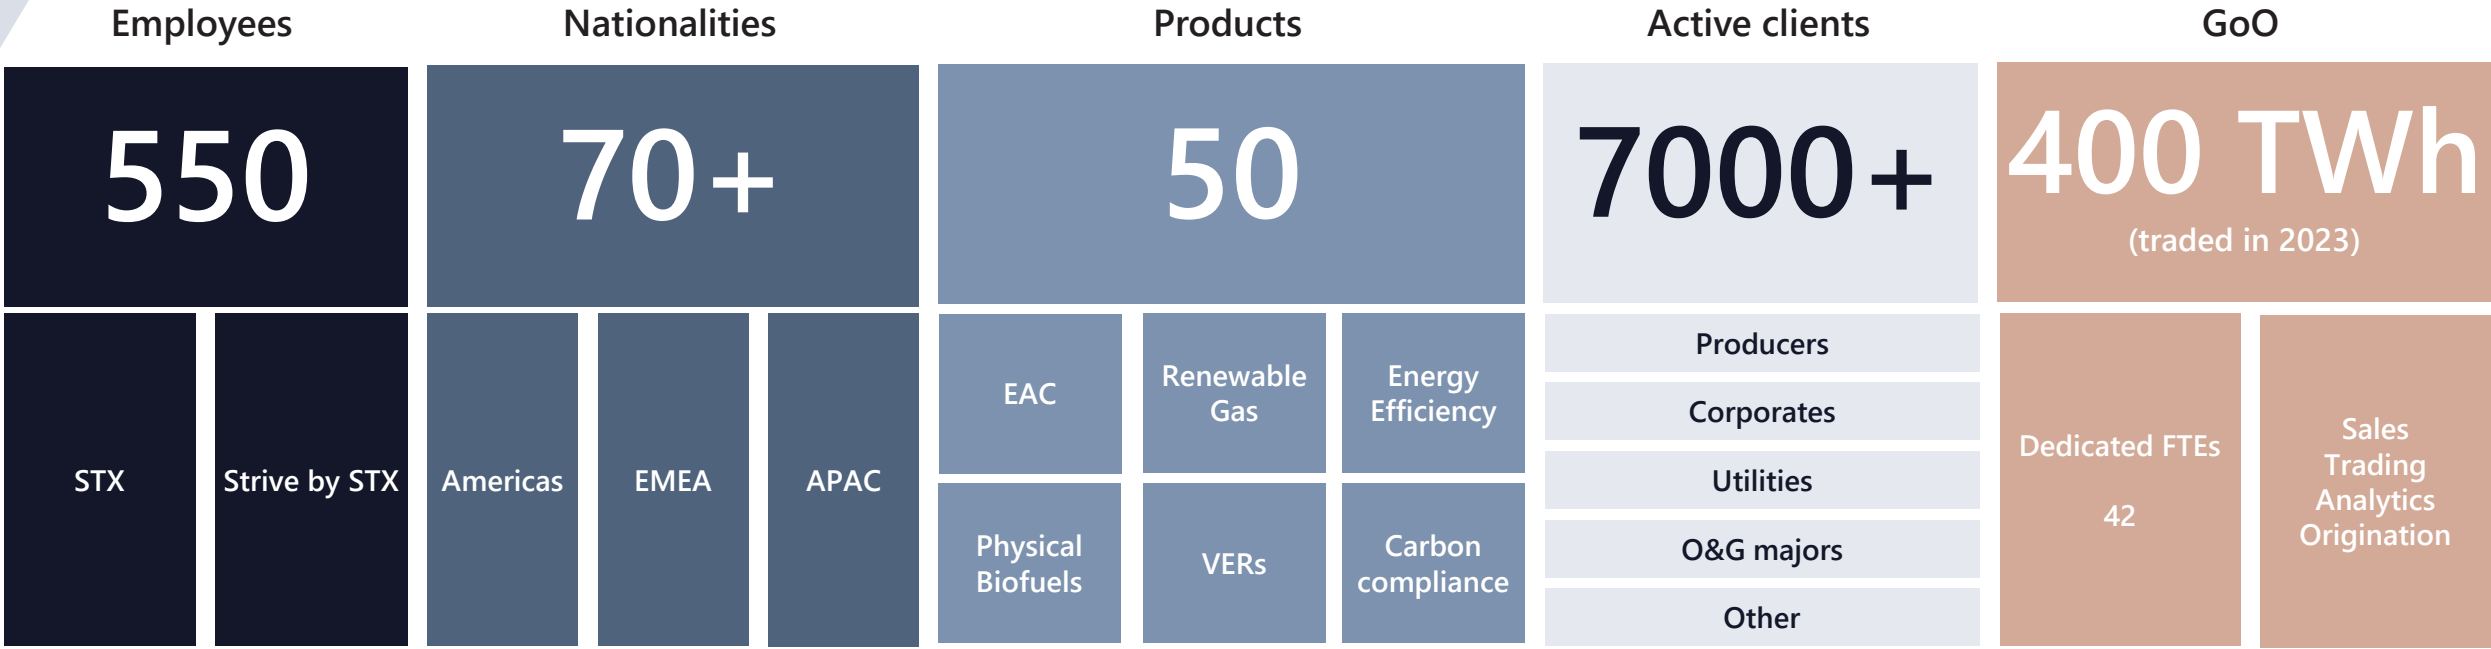 Employees
550
STX
Strive by STX
Nationalities
70+
Americas
EMEA
APAC
Products
50
EAC
Renewable
Gas
Energy
Efficiency
Physical
Biofuels
VERs
Carbon
compliance
Active clients
7000+
Producers
Corporates
Utilities
O&G majors
Other
GoO
400 TWh
(traded in 2023)
Dedicated FTEs
42
Sales
Trading
Analytics
Origination